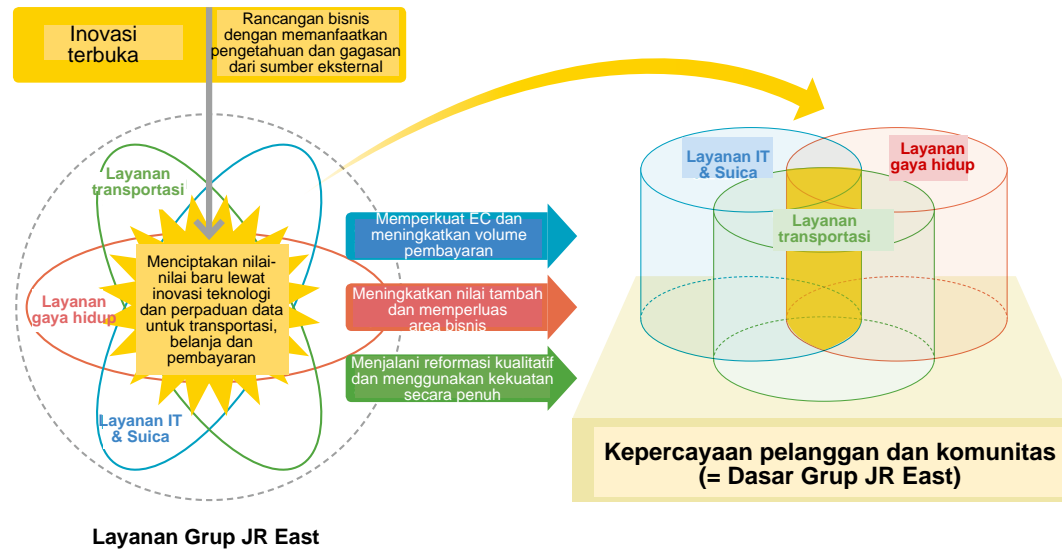 Inovasi
terbuka
Rancangan bisnis
dengan memanfaatkan
pengetahuan dan gagasan
dari sumber eksternal
Layanan
transportasi
Menciptakan nilai-
nilai baru lewat
inovasi teknologi
dan perpaduan data
untuk transportasi,
belanja dan
pembayaran
Layanan
gaya hidup
Layanan IT
& Suica
Layanan Grup JR East
Memperkuat EC dan
meningkatkan volume
pembayaran
Meningkatkan nilai tambah
dan memperluas
area bisnis
Menjalani reformasi kualitatif
dan menggunakan kekuatan
secara penuh
Layanan IT
& Suica
Layanan
gaya hidup
Layanan
transportasi
Kepercayaan pelanggan dan komunitas
(= Dasar Grup JR East)